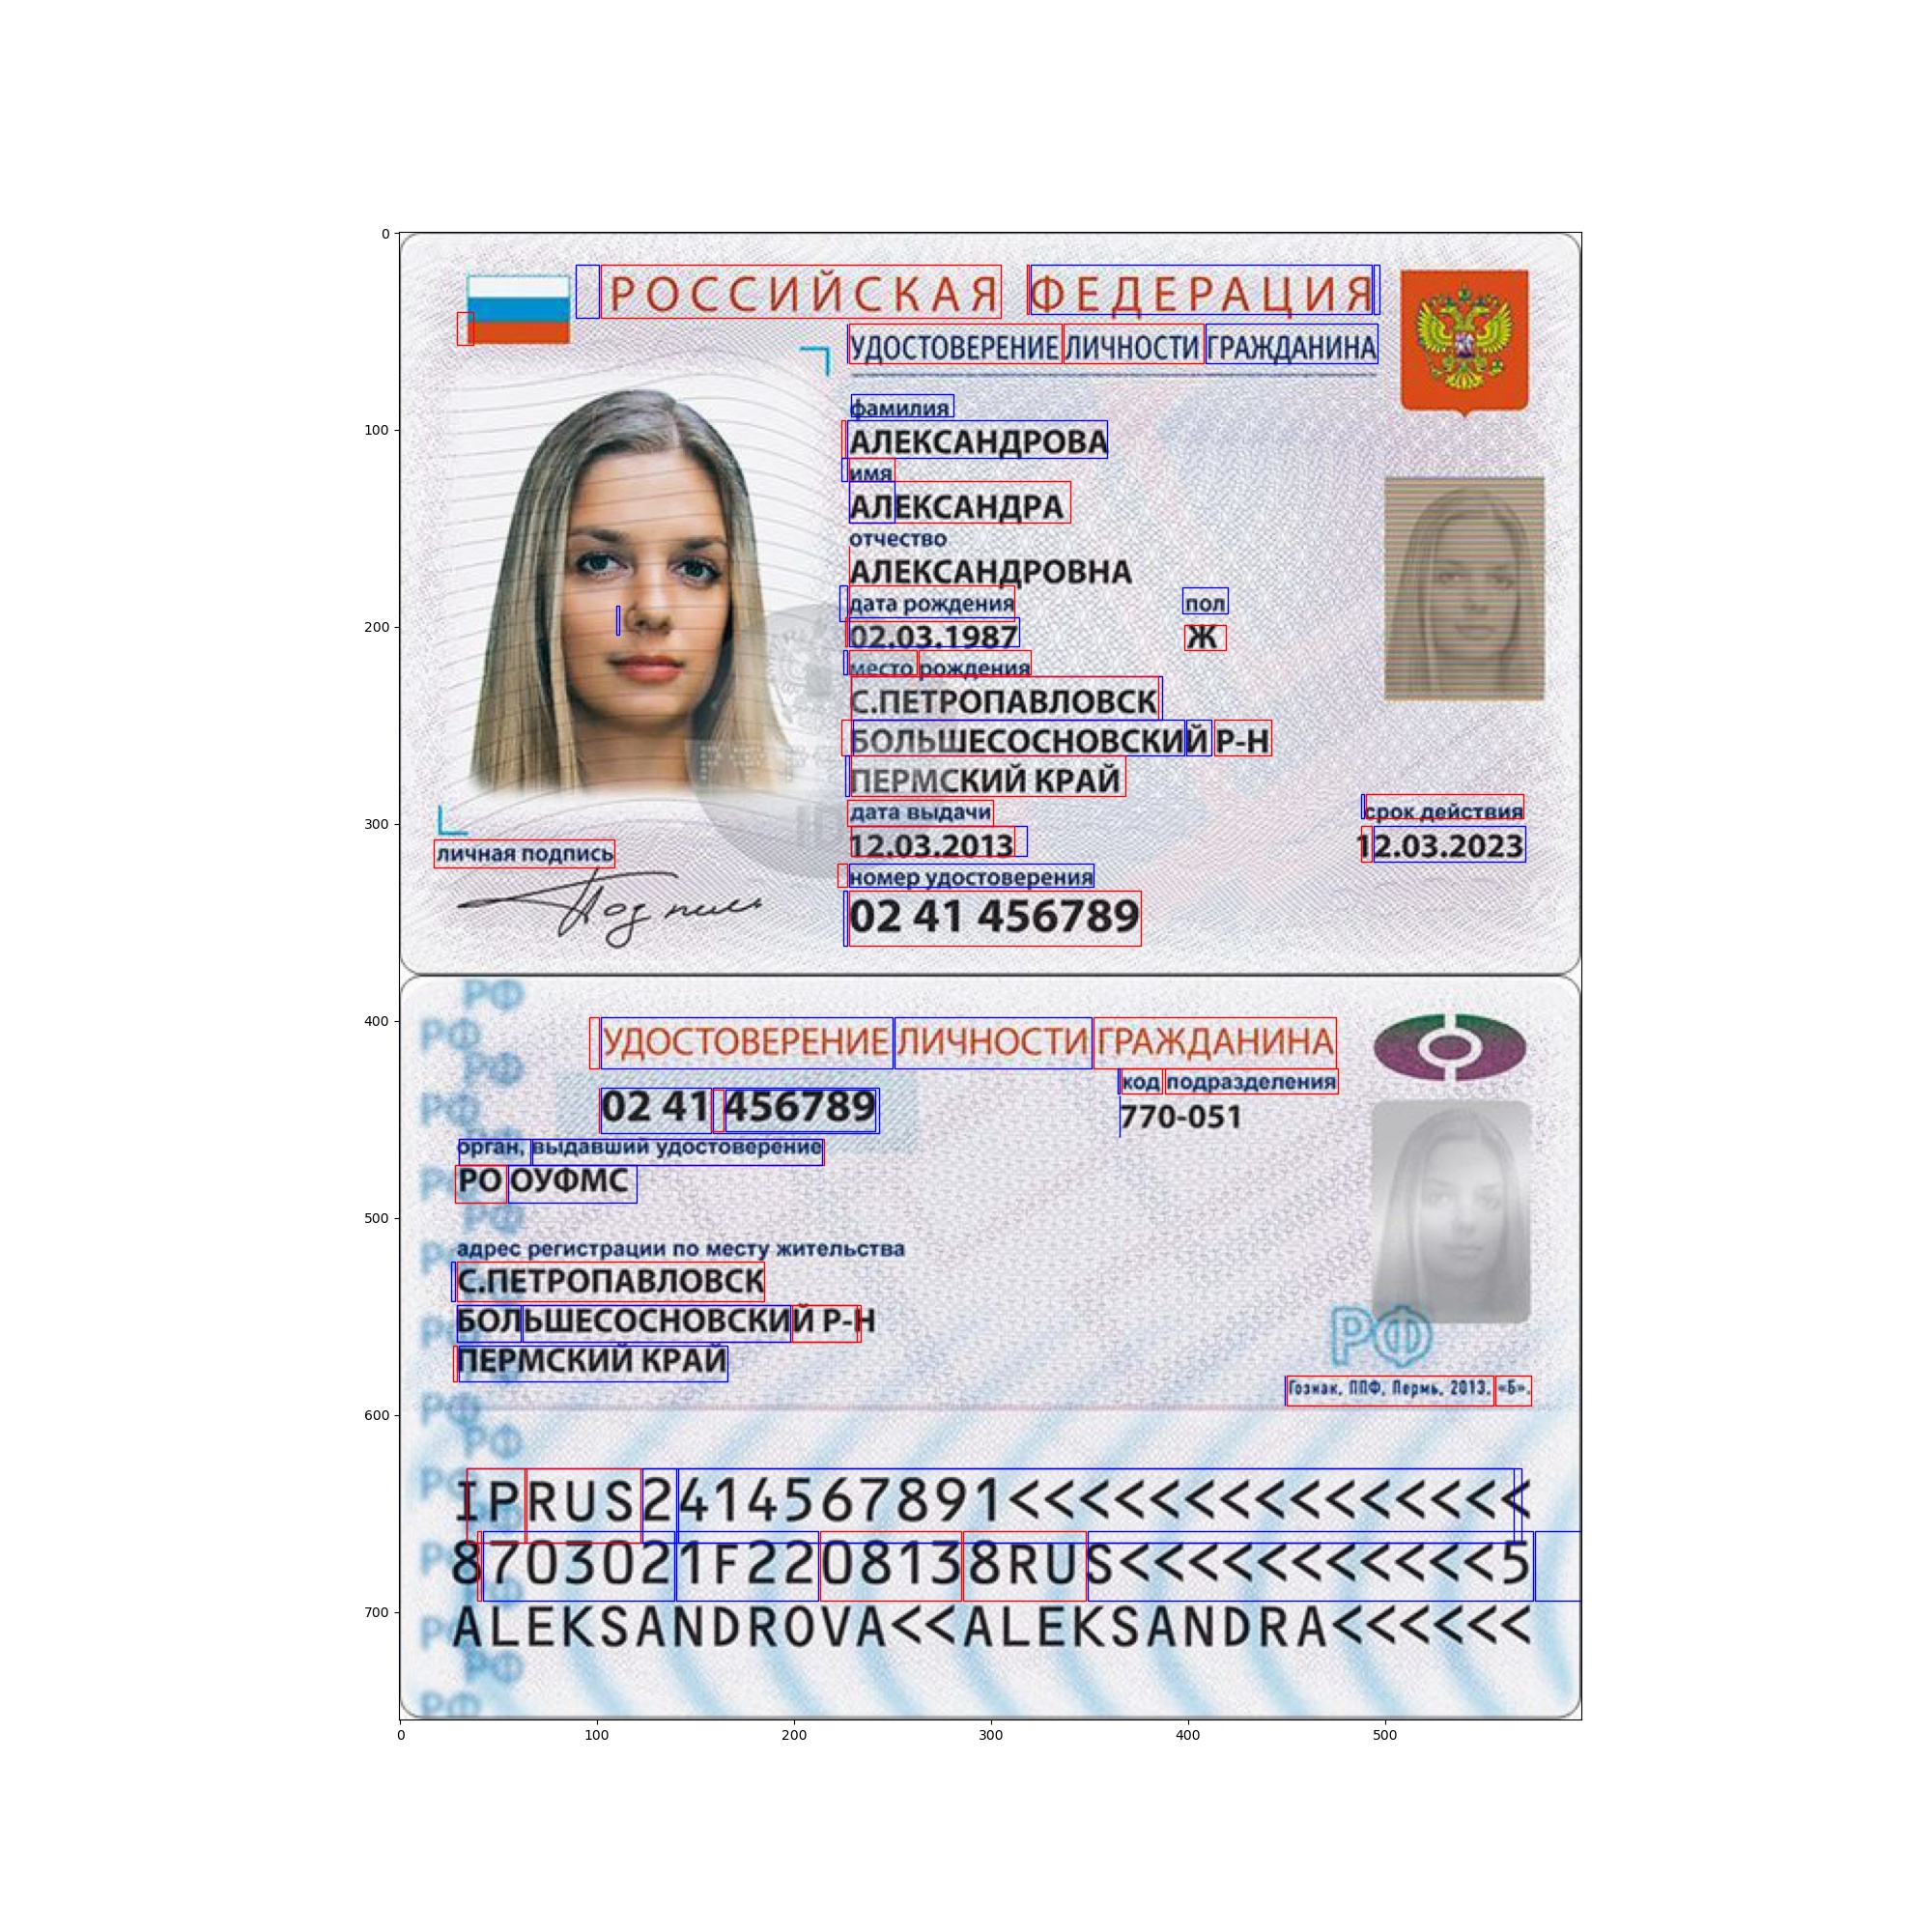 РОССИЙСКАЯ ФЕДЕРАЦИЯ
УДОСТОВЕРЕНИЕ ЛИЧНОСТИ ГРАЖДАНИНА
фамилия
АЛЕКСАНДРОВА
имя
АЛЕКСАНДРА
отчество
АЛЕКСАНДРОВНА
дата рождения пол
02.03.1987 Ж
место рождения
С.ПЕТРОПАВЛОВСК
БОЛЬШЕСОСНОВСКИЙ Р-Н
ПЕРМСКИЙ КРАЙ
дата выдачи срок действия
12.03.2013 12.03.2023
личная подпись
номер удостоверения
Подпись
02 41 456789
РФ
УДОСТОВЕРЕНИЕ ЛИЧНОСТИ ГРАЖДАНИНА
код подразделения
02 41 456789 770-051
орган, выдавший удостоверение
РО ОУФМС
адрес регистрации по месту жительства
С.ПЕТРОПАВЛОВСК
БОЛЬШЕСОСНОВСКИЙ Р-Н
РФ
ПЕРМСКИЙ КРАЙ
Гознак, ППФ, Пермь, 2013, «Б».
IPRUS2414567891<<<<<<<<<<<<<<<
8703021F2208138RUS<<<<<<<<<<<5
ALEKSANDROVA<<ALEKSANDRA<<<<<<
0 100 200 300 400 500 600 700
0 100 200 300 400 500